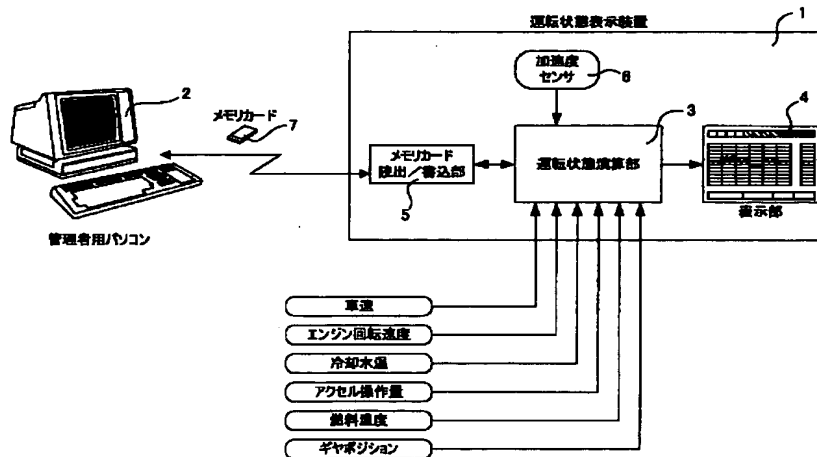 運転状態表示装置
1
加速度
センサ
6
2
メモリカード
7
3
4
メモリカード
読出／書込部
5
運転状態演算部
表示部
管理者用パソコン
車速
エンジン回転速度
冷却水温
アクセル操作量
燃料温度
ギヤポジション